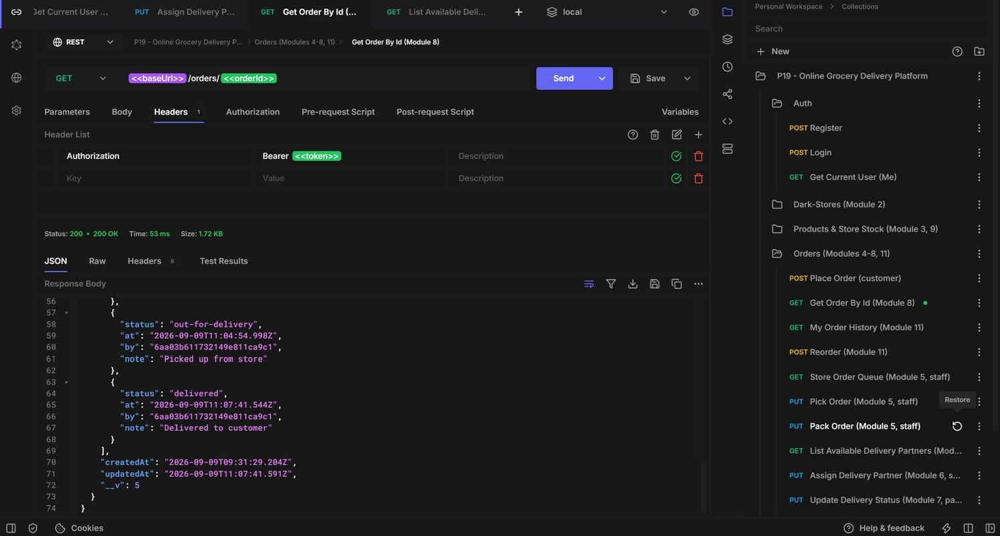 Get Current User ...
PUT Assign Delivery P...
GET Get Order By Id (...
GET List Available Deli...
local
REST
P19 - Online Grocery Delivery P... > Orders (Modules 4-8, 11) > Get Order By Id (Module 8)
GET
<<baseUrl>>/orders/<<orderId>>
Send
Save
Parameters
Body
Headers 1
Authorization
Pre-request Script
Post-request Script
Variables
Header List
Authorization
Bearer <<token>>
Description
Key
Value
Description
Status: 200 • 200 OK Time: 53 ms Size: 1.72 KB
JSON
Raw
Headers 8
Test Results
Response Body
56 },
57 {
58 "status": "out-for-delivery",
59 "at": "2026-09-09T11:04:54.998Z",
60 "by": "6aa03b611732149e811ca9c1",
61 "note": "Picked up from store"
62 },
63 {
64 "status": "delivered",
65 "at": "2026-09-09T11:07:41.544Z",
66 "by": "6aa03b611732149e811ca9c1",
67 "note": "Delivered to customer"
68 }
69 ],
70 "createdAt": "2026-09-09T09:31:29.204Z",
71 "updatedAt": "2026-09-09T11:07:41.591Z",
72 "__v": 5
73 }
74 }
Personal Workspace > Collections
Search
New
P19 - Online Grocery Delivery Platform
Auth
POST Register
POST Login
GET Get Current User (Me)
Dark-Stores (Module 2)
Products & Store Stock (Module 3, 9)
Orders (Modules 4-8, 11)
POST Place Order (customer)
GET Get Order By Id (Module 8)
GET My Order History (Module 11)
POST Reorder (Module 11)
GET Store Order Queue (Module 5, staff)
PUT Pick Order (Module 5, staff)
Restore
PUT Pack Order (Module 5, staff)
GET List Available Delivery Partners (Mod...
PUT Assign Delivery Partner (Module 6, s...
PUT Update Delivery Status (Module 7, pa...
Cookies
Help & feedback